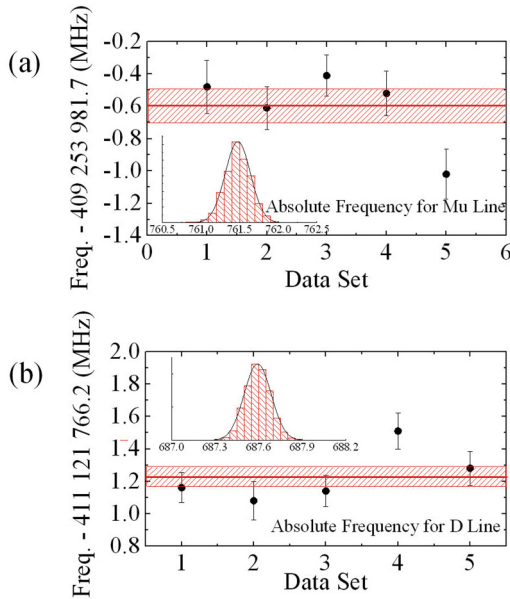 (a)
Freq. - 409 253 981.7 (MHz)
-0.2
-0.4
-0.6
-0.8
-1.0
-1.2
-1.4
760.5 761.0 761.5 762.0 762.5
Absolute Frequency for Mu Line
0 1 2 3 4 5 6
Data Set
(b)
Freq. - 411 121 766.2 (MHz)
2.0
1.8
1.6
1.4
1.2
1.0
0.8
687.0 687.3 687.6 687.9 688.2
Absolute Frequency for D Line
1 2 3 4 5
Data Set